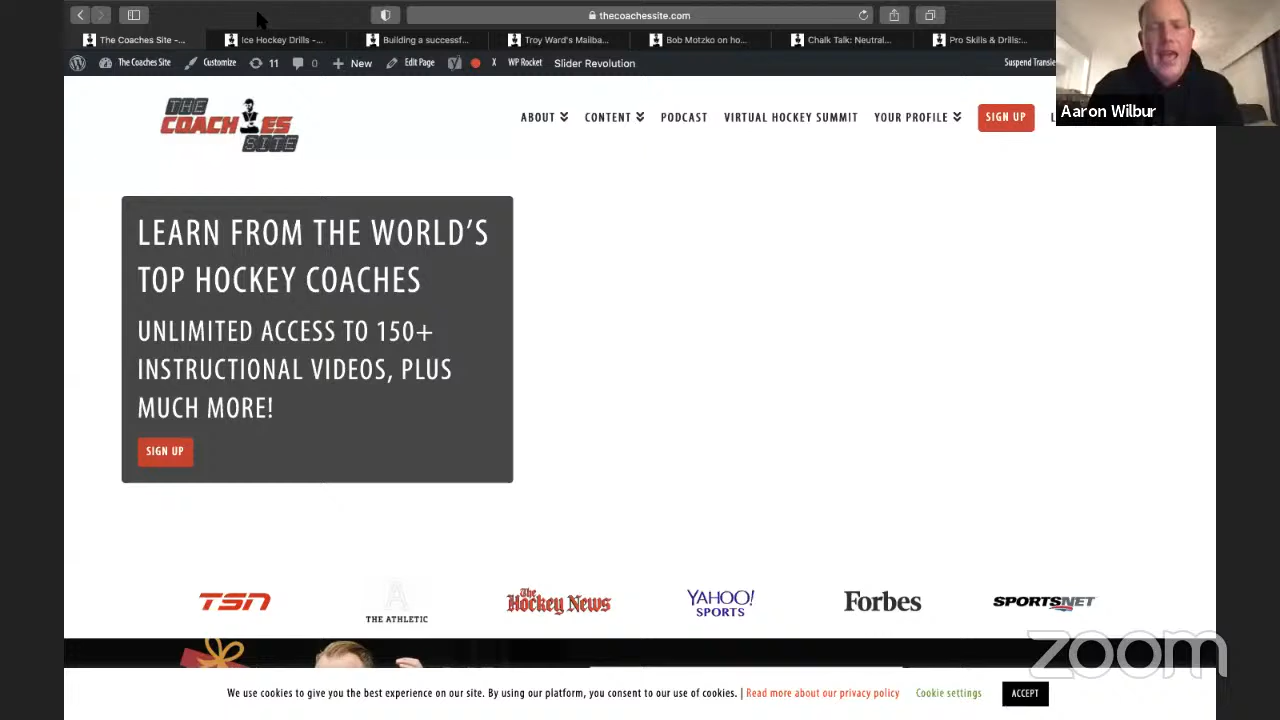 thecoachessite.com
The Coaches Site -...
Ice Hockey Drills -...
Building a successf...
Troy Ward's Mailba...
Bob Motzko on ho...
Chalk Talk: Neutral...
Pro Skills & Drills:...
The Coaches Site
Customize
11
0
+ New
Edit Page
X
WP Rocket
Slider Revolution
Suspend Transie
Aaron Wilbur
THE COACHES SITE
ABOUT
CONTENT
PODCAST
VIRTUAL HOCKEY SUMMIT
YOUR PROFILE
SIGN UP
L
LEARN FROM THE WORLD'S
TOP HOCKEY COACHES
UNLIMITED ACCESS TO 150+
INSTRUCTIONAL VIDEOS, PLUS
MUCH MORE!
SIGN UP
TSN
A
THE ATHLETIC
The Hockey News
YAHOO!
SPORTS
Forbes
SPORTSNET
zoom
We use cookies to give you the best experience on our site. By using our platform, you consent to our use of cookies. | Read more about our privacy policy
Cookie settings
ACCEPT